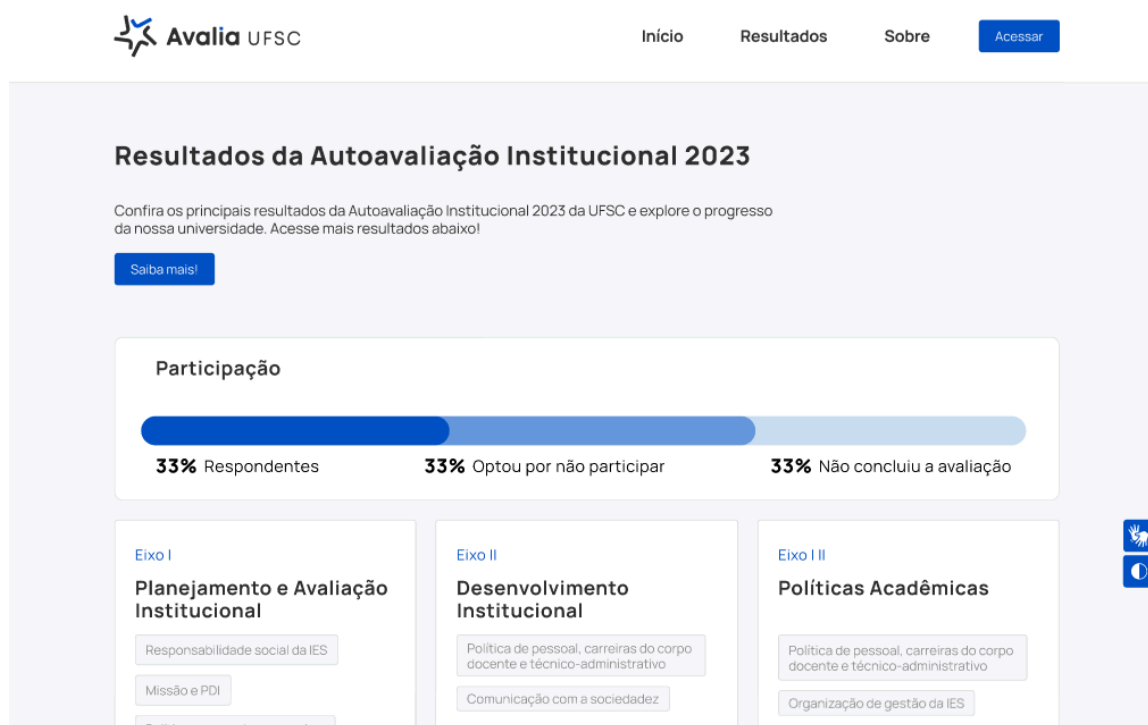 Avalia UFSC
Início
Resultados
Sobre
Acessar
Resultados da Autoavaliação Institucional 2023
Confira os principais resultados da Autoavaliação Institucional 2023 da UFSC e explore o progresso
da nossa universidade. Acesse mais resultados abaixo!
Saiba mais!
Participação
33% Respondentes
33% Optou por não participar
33% Não concluiu a avaliação
Eixo I
Planejamento e Avaliação
Institucional
Responsabilidade social da IES
Missão e PDI
Eixo II
Desenvolvimento
Institucional
Política de pessoal, carreiras do corpo
docente e técnico-administrativo
Comunicação com a sociedadez
Eixo I II
Políticas Acadêmicas
Política de pessoal, carreiras do corpo
docente e técnico-administrativo
Organização de gestão da IES